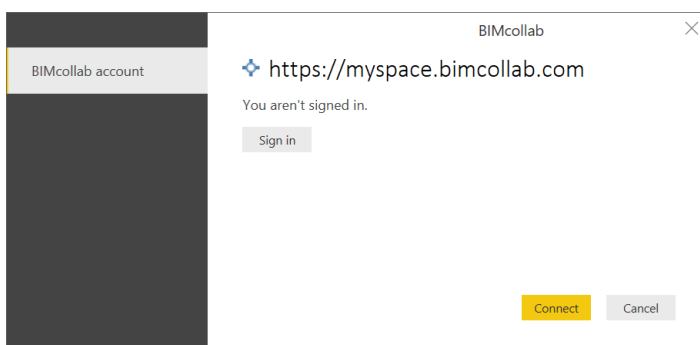 BIMcollab
BIMcollab account
https://myspace.bimcollab.com
You aren't signed in.
Sign in
Connect
Cancel